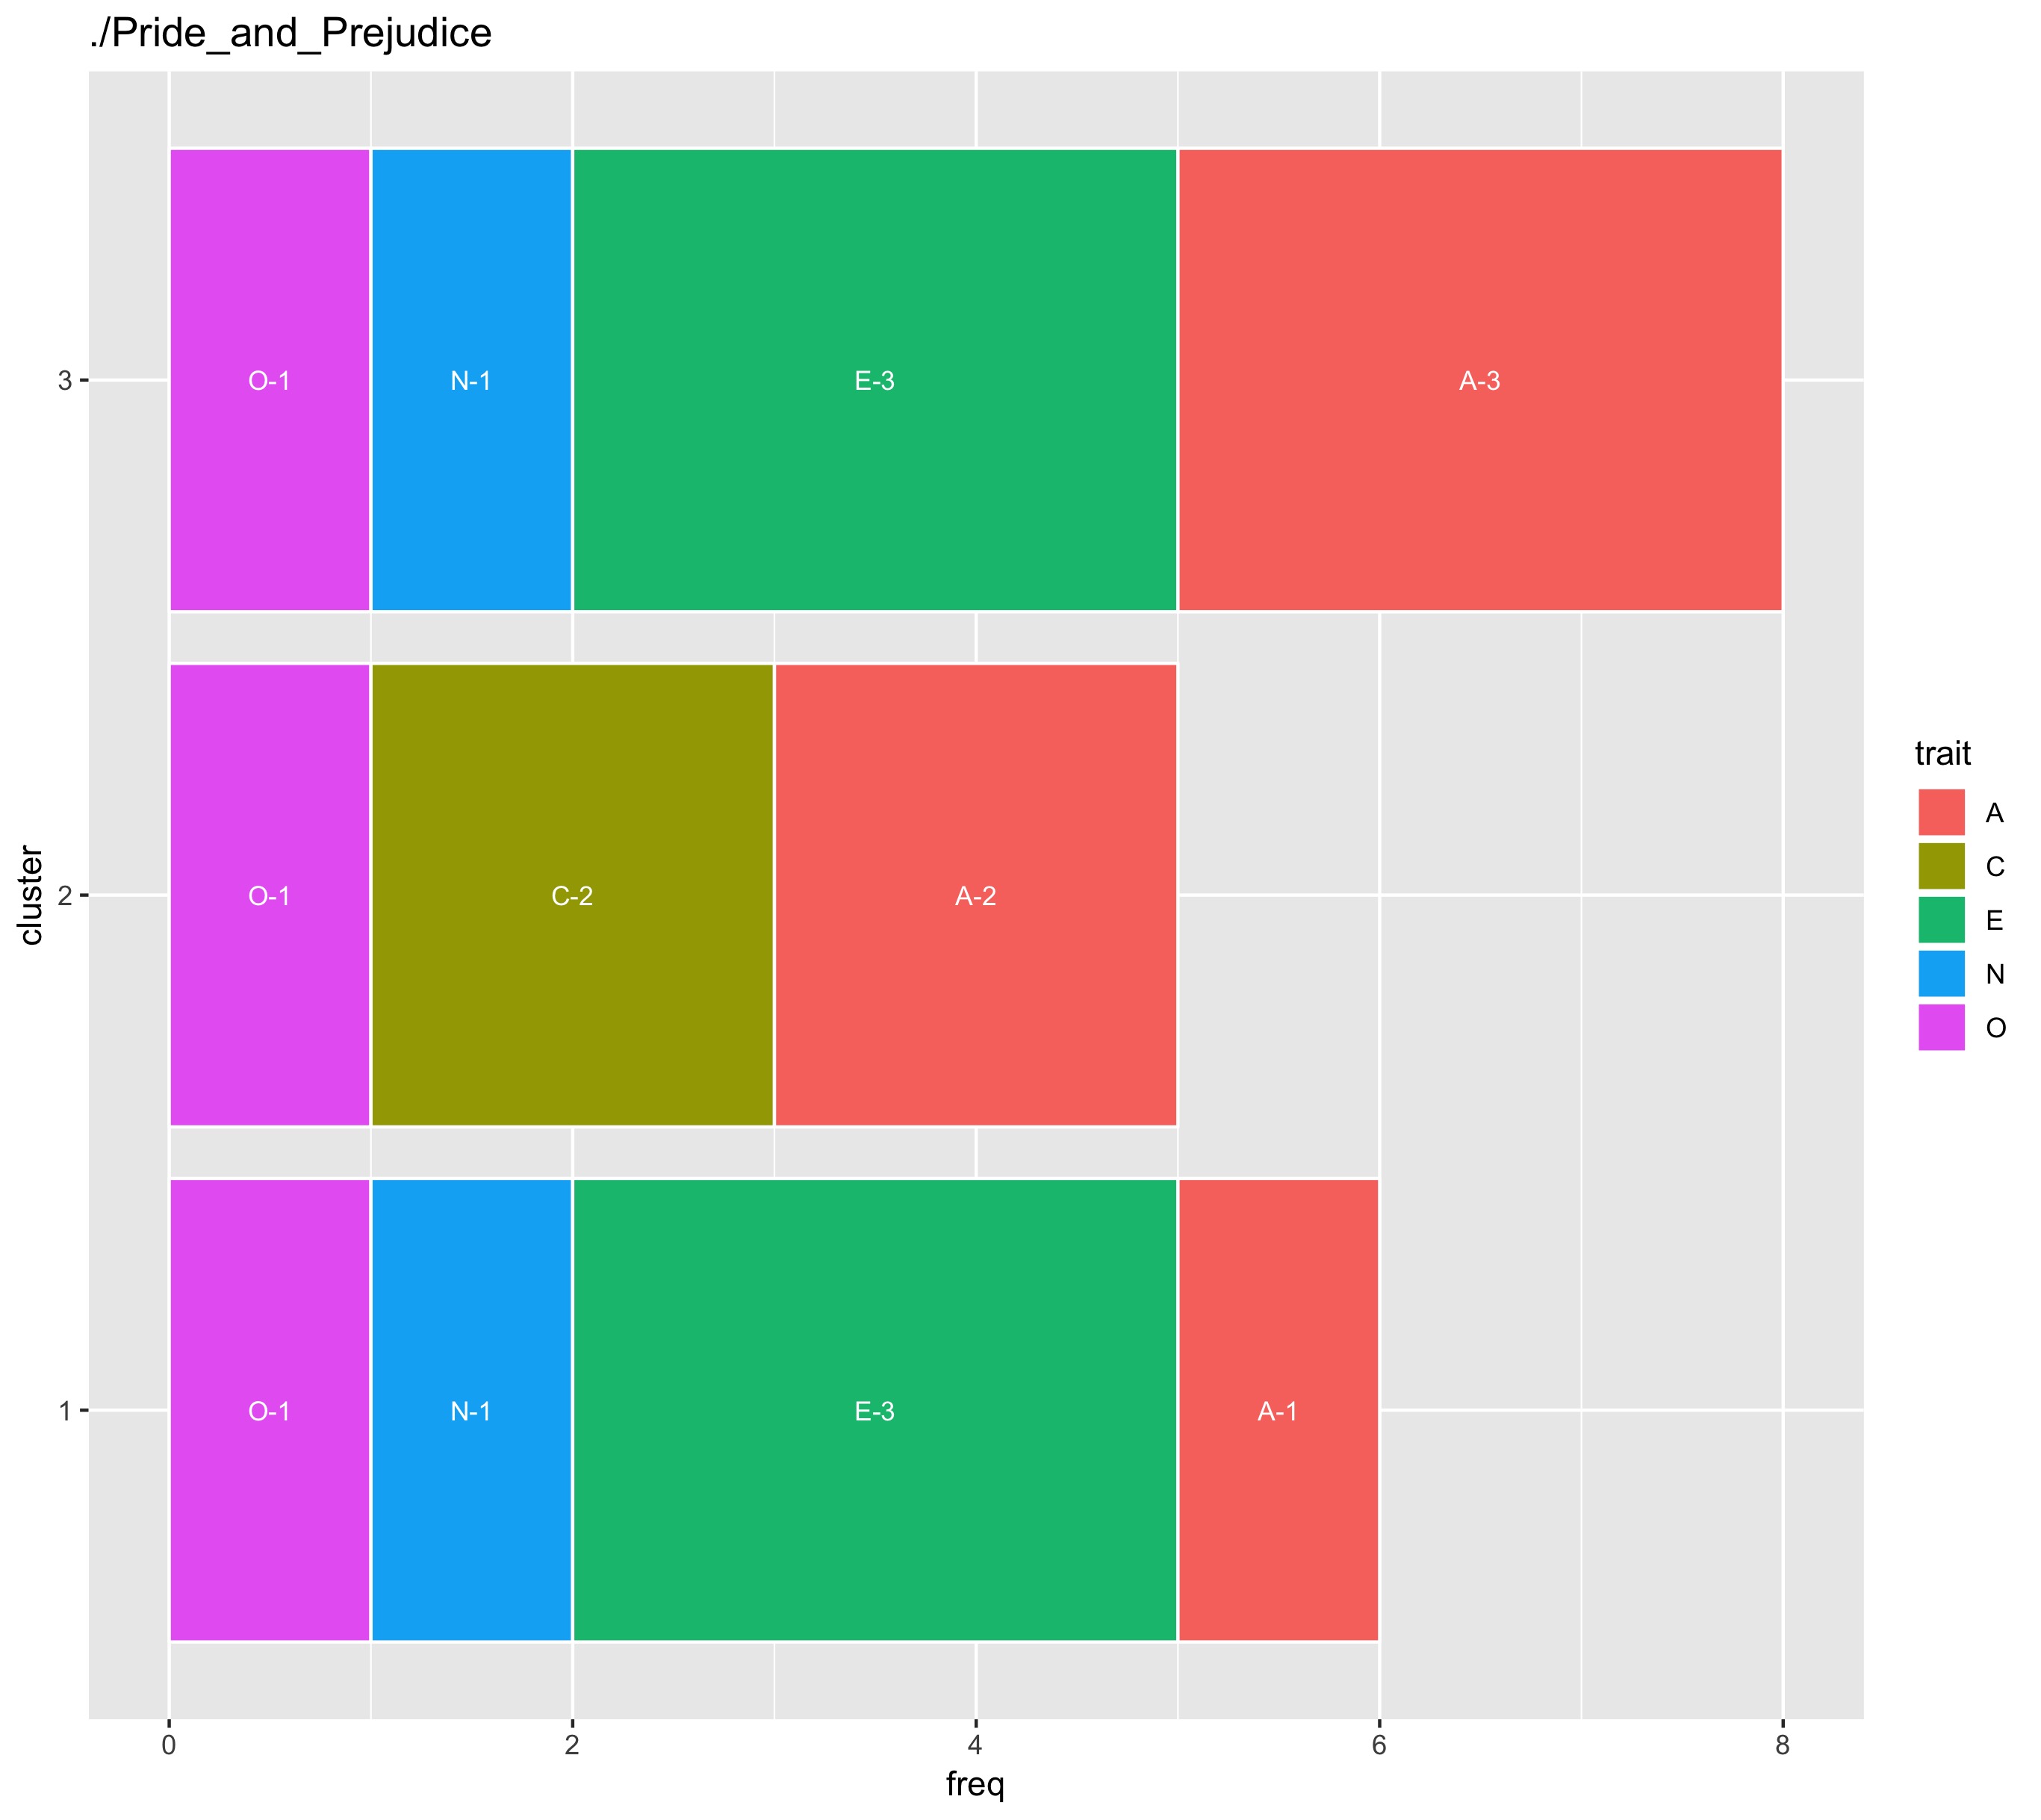 ./Pride_and_Prejudice
cluster
3
O-1 N-1 E-3 A-3
2
O-1 C-2 A-2
1
O-1 N-1 E-3 A-1
0 2 4 6 8
freq
trait
A
C
E
N
O